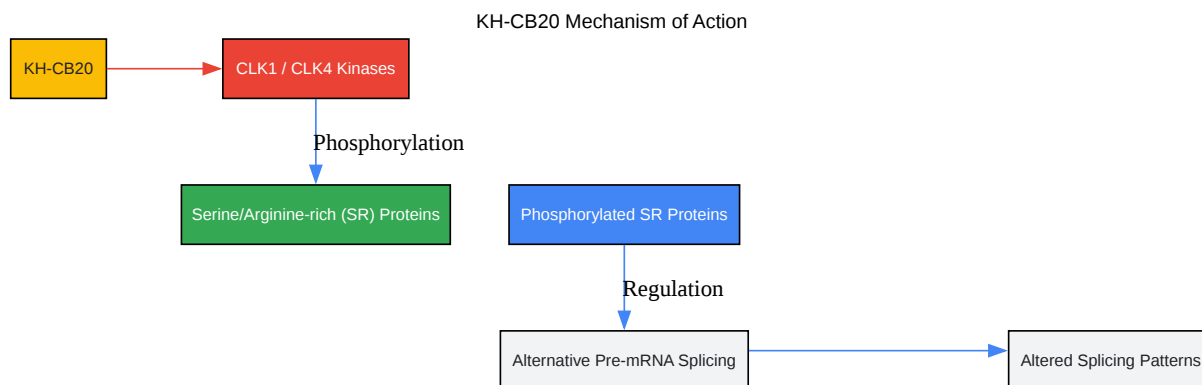 KH-CB20 Mechanism of Action
KH-CB20
CLK1 / CLK4 Kinases
Phosphorylation
Serine/Arginine-rich (SR) Proteins
Phosphorylated SR Proteins
Regulation
Alternative Pre-mRNA Splicing
Altered Splicing Patterns